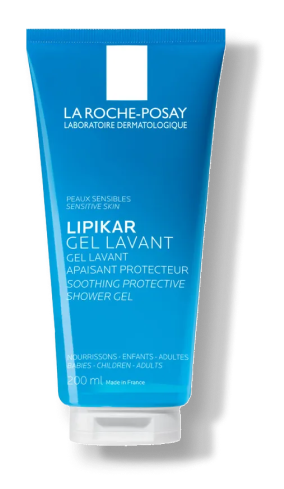 LA ROCHE-POSAY
LABORATOIRE DERMATOLOGIQUE
PEAUX SENSIBLES
SENSITIVE SKIN
LIPIKAR
GEL LAVANT
GEL LAVANT
APAISANT PROTECTEUR
SOOTHING PROTECTIVE
SHOWER GEL
NOURRISSONS - ENFANTS - ADULTES
BABIES - CHILDREN - ADULTS
200 ml Made in France